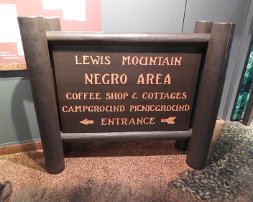 LEWIS MOUNTAIN
NEGRO AREA
COFFEE SHOP & COTTAGES
CAMPGROUND PICNICGROUND
ENTRANCE